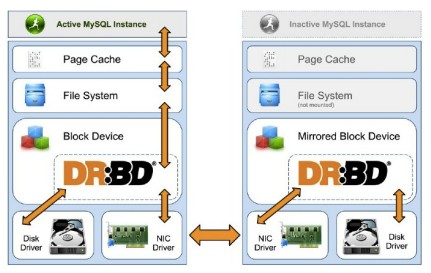 Active MySQL Instance
Page Cache
File System
Block Device
DR:BD®
Disk
Driver
NIC
Driver
Inactive MySQL Instance
Page Cache
File System
(not mounted)
Mirrored Block Device
DR:BD®
NIC
Driver
Disk
Driver